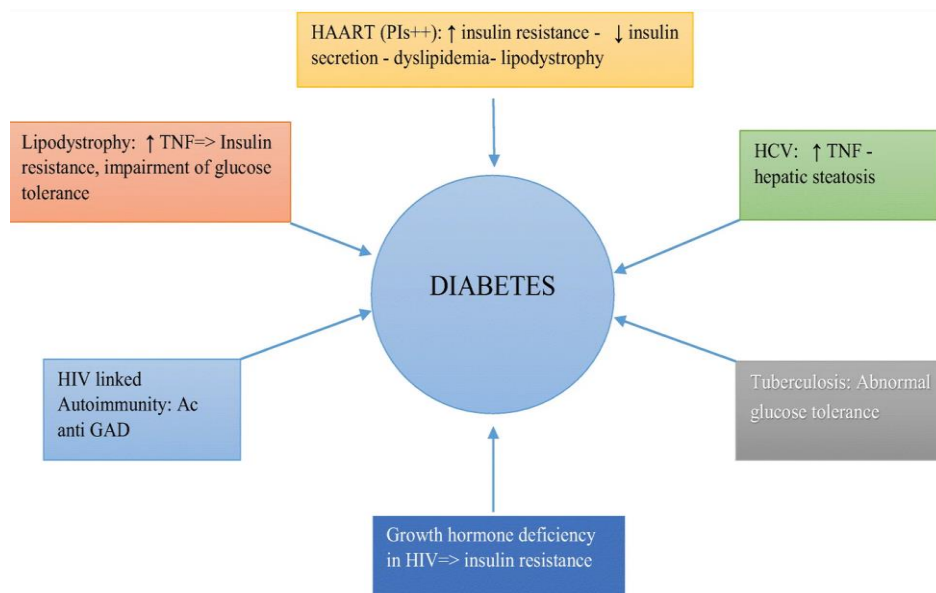 HAART (PIs++): ↑ insulin resistance - ↓ insulin
secretion - dyslipidemia- lipodystrophy
Lipodystrophy: ↑ TNF=> Insulin
resistance, impairment of glucose
tolerance
HCV: ↑ TNF -
hepatic steatosis
DIABETES
HIV linked
Autoimmunity: Ac
anti GAD
Tuberculosis: Abnormal
glucose tolerance
Growth hormone deficiency
in HIV=> insulin resistance